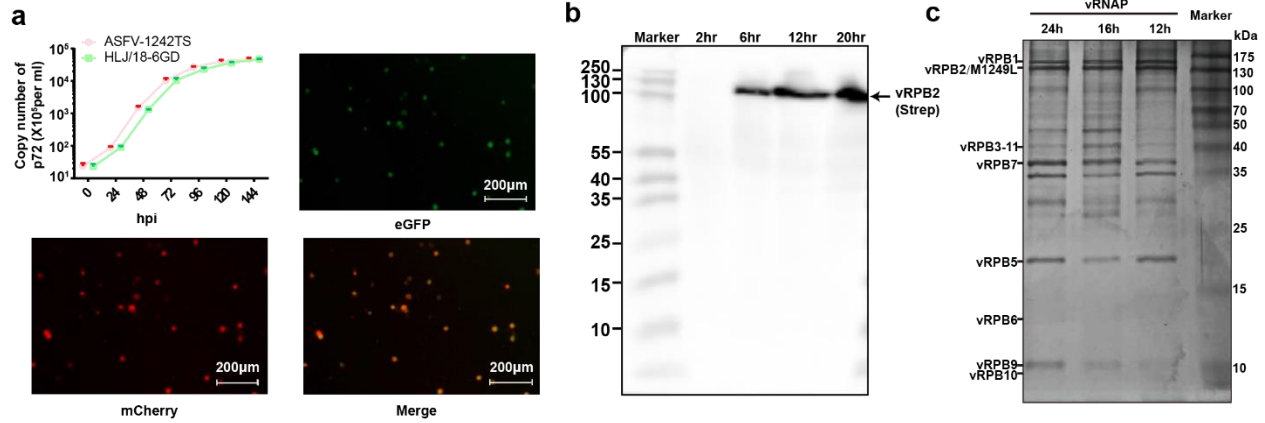 a
ASFV-1242TS
HLJ/18-6GD
Copy number of
p72 (X10⁵per ml)
10⁵
10⁴
10³
10²
10¹
0 24 48 72 96 120 144
hpi
200μm
eGFP
200μm
mCherry
200μm
Merge
b
Marker 2hr 6hr 12hr 20hr
250
130
100
55
40
35
25
15
10
vRPB2
(Strep)
c
vRNAP
24h 16h 12h Marker
kDa
vRPB1
vRPB2/M1249L
vRPB3-11
vRPB7
vRPB5
vRPB6
vRPB9
vRPB10
175
130
100
70
50
40
35
25
15
10